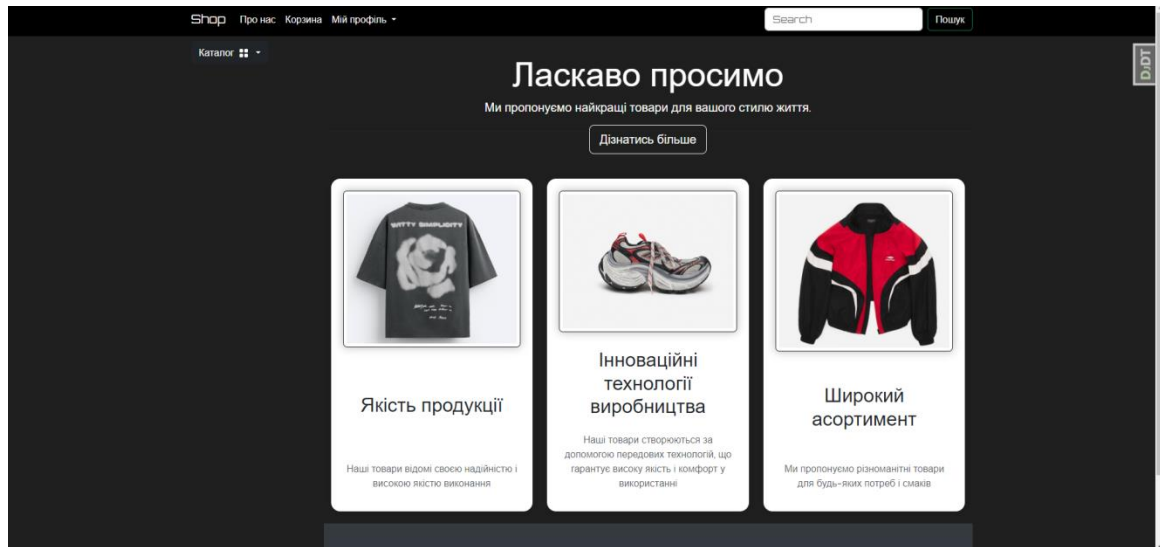 Shop Про нас Корзина Мій профіль Search Пошук
Каталог
DJDT
Ласкаво просимо
Ми пропонуємо найкращі товари для вашого стилю життя.
Дізнатись більше
WITTY SIMPLICITY
Якість продукції
Наші товари відомі своєю надійністю і
високою якістю виконання
Інноваційні
технології
виробництва
Наші товари створюються за
допомогою передових технологій, що
гарантує високу якість і комфорт у
використанні
Широкий
асортимент
Ми пропонуємо різноманітні товари
для будь-яких потреб і смаків